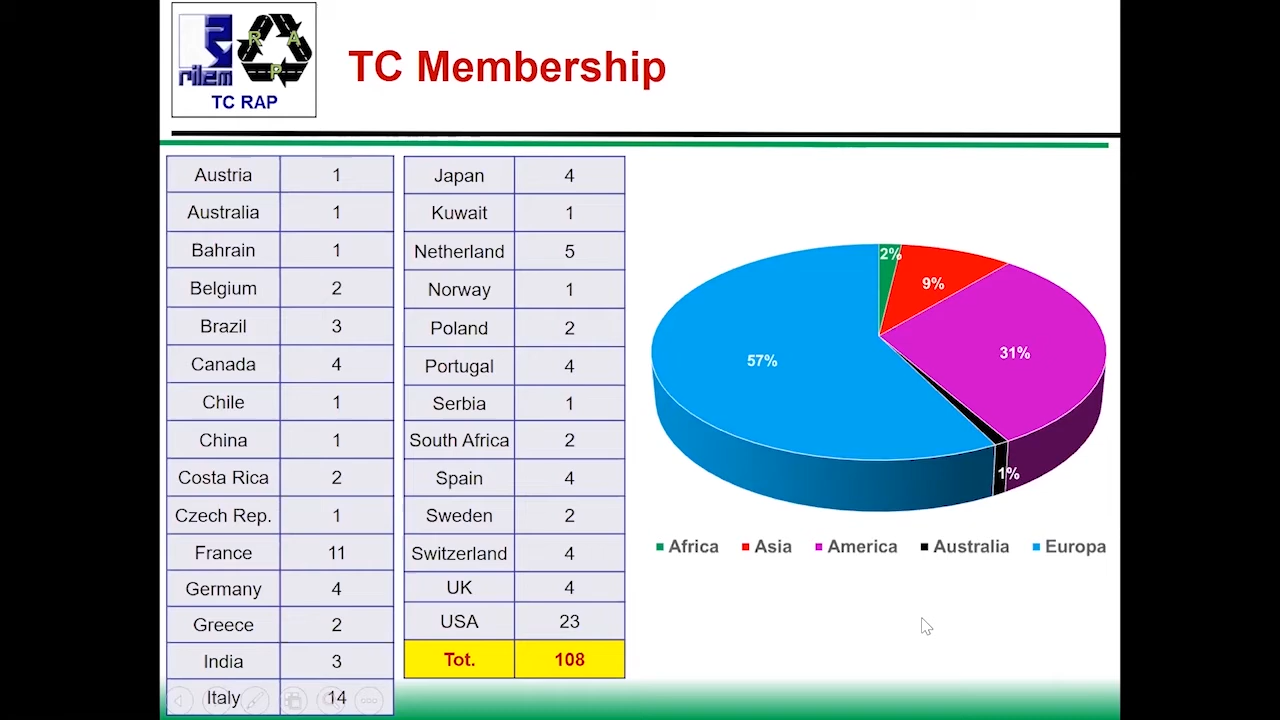 R A P
rilem
TC RAP
TC Membership
Austria 1
Australia 1
Bahrain 1
Belgium 2
Brazil 3
Canada 4
Chile 1
China 1
Costa Rica 2
Czech Rep. 1
France 11
Germany 4
Greece 2
India 3
Italy 14
Japan 4
Kuwait 1
Netherland 5
Norway 1
Poland 2
Portugal 4
Serbia 1
South Africa 2
Spain 4
Sweden 2
Switzerland 4
UK 4
USA 23
Tot. 108
2%
9%
31%
57%
1%
Africa Asia America Australia Europa